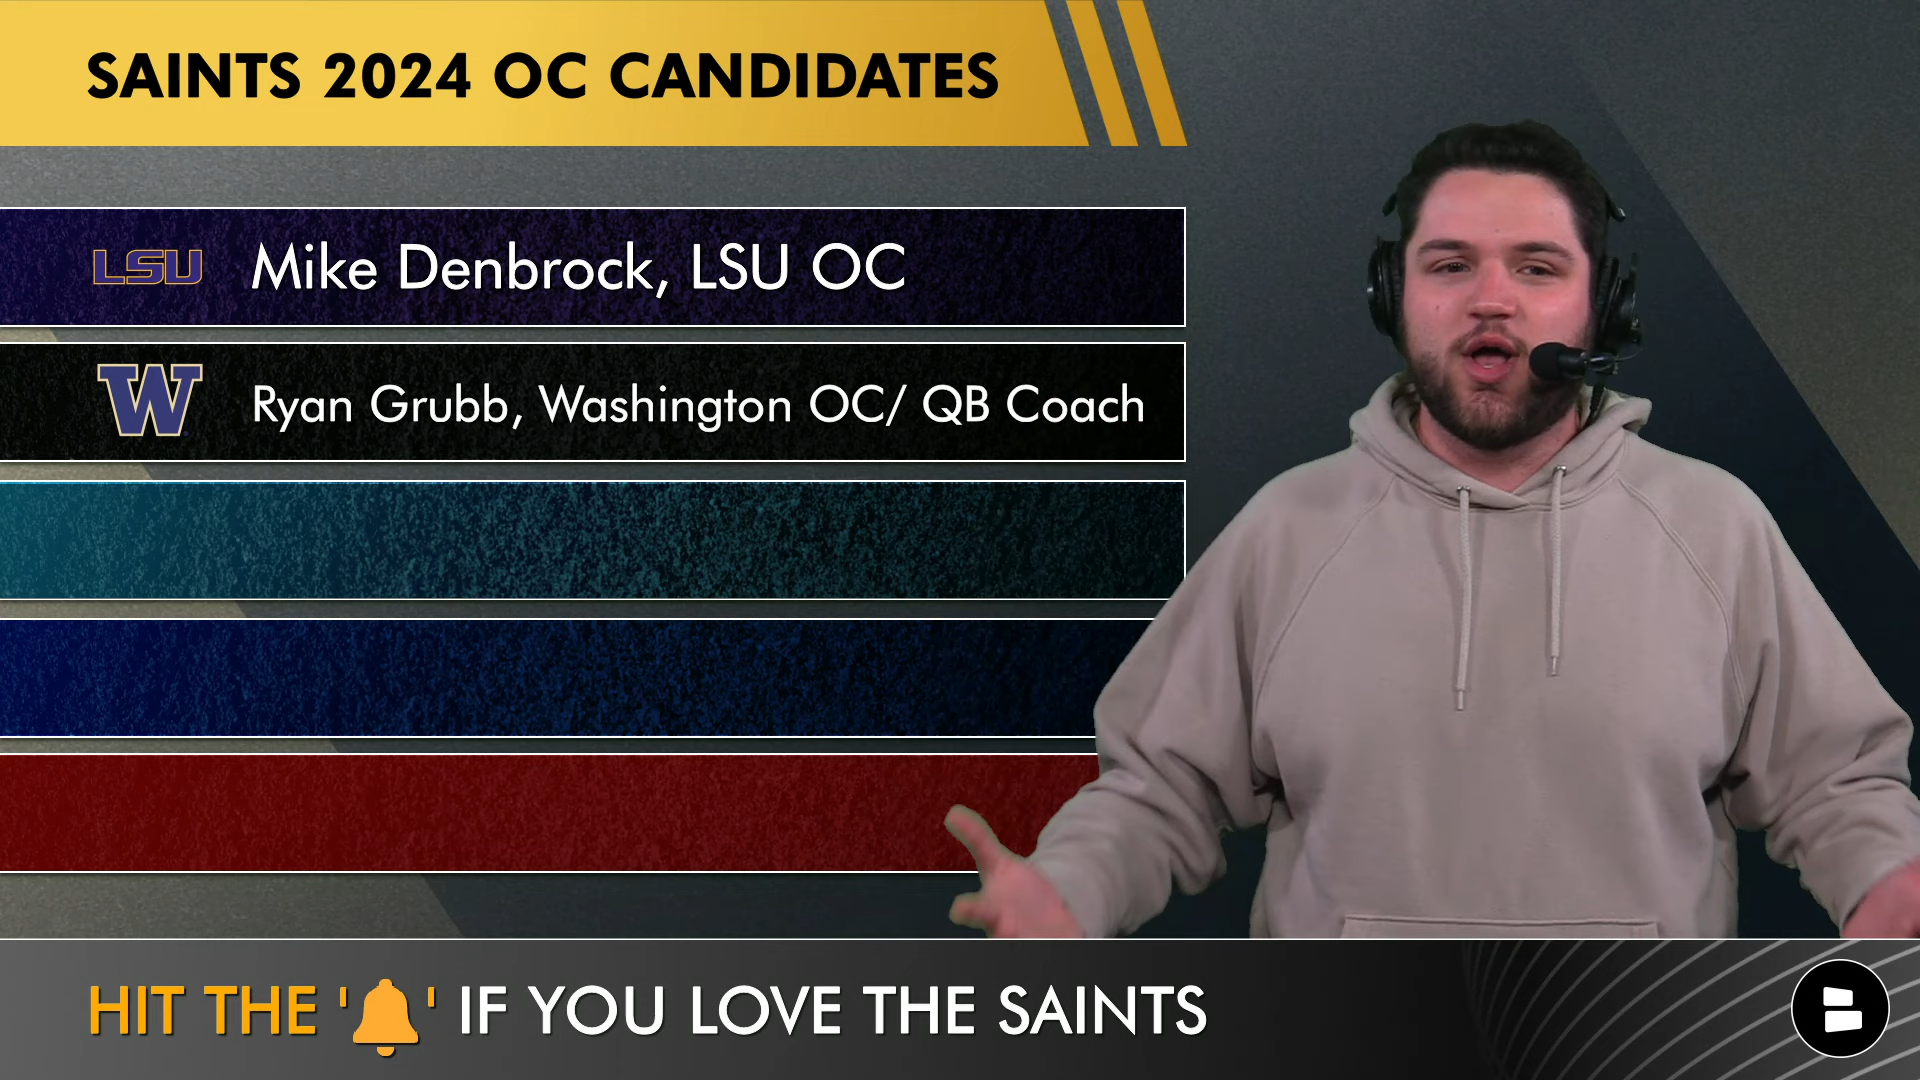 SAINTS 2024 OC CANDIDATES
LSU Mike Denbrock, LSU OC
W Ryan Grubb, Washington OC/ QB Coach
HIT THE '🔔' IF YOU LOVE THE SAINTS